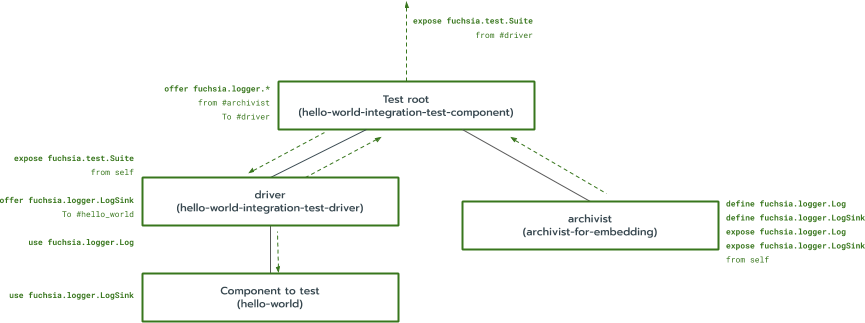 expose fuchsia.test.Suite
from #driver
offer fuchsia.logger.*
from #archivist
To #driver
Test root
(hello-world-integration-test-component)
expose fuchsia.test.Suite
from self
offer fuchsia.logger.LogSink
To #hello_world
use fuchsia.logger.Log
driver
(hello-world-integration-test-driver)
archivist
(archivist-for-embedding)
define fuchsia.logger.Log
define fuchsia.logger.LogSink
expose fuchsia.logger.Log
expose fuchsia.logger.LogSink
from self
use fuchsia.logger.LogSink
Component to test
(hello-world)